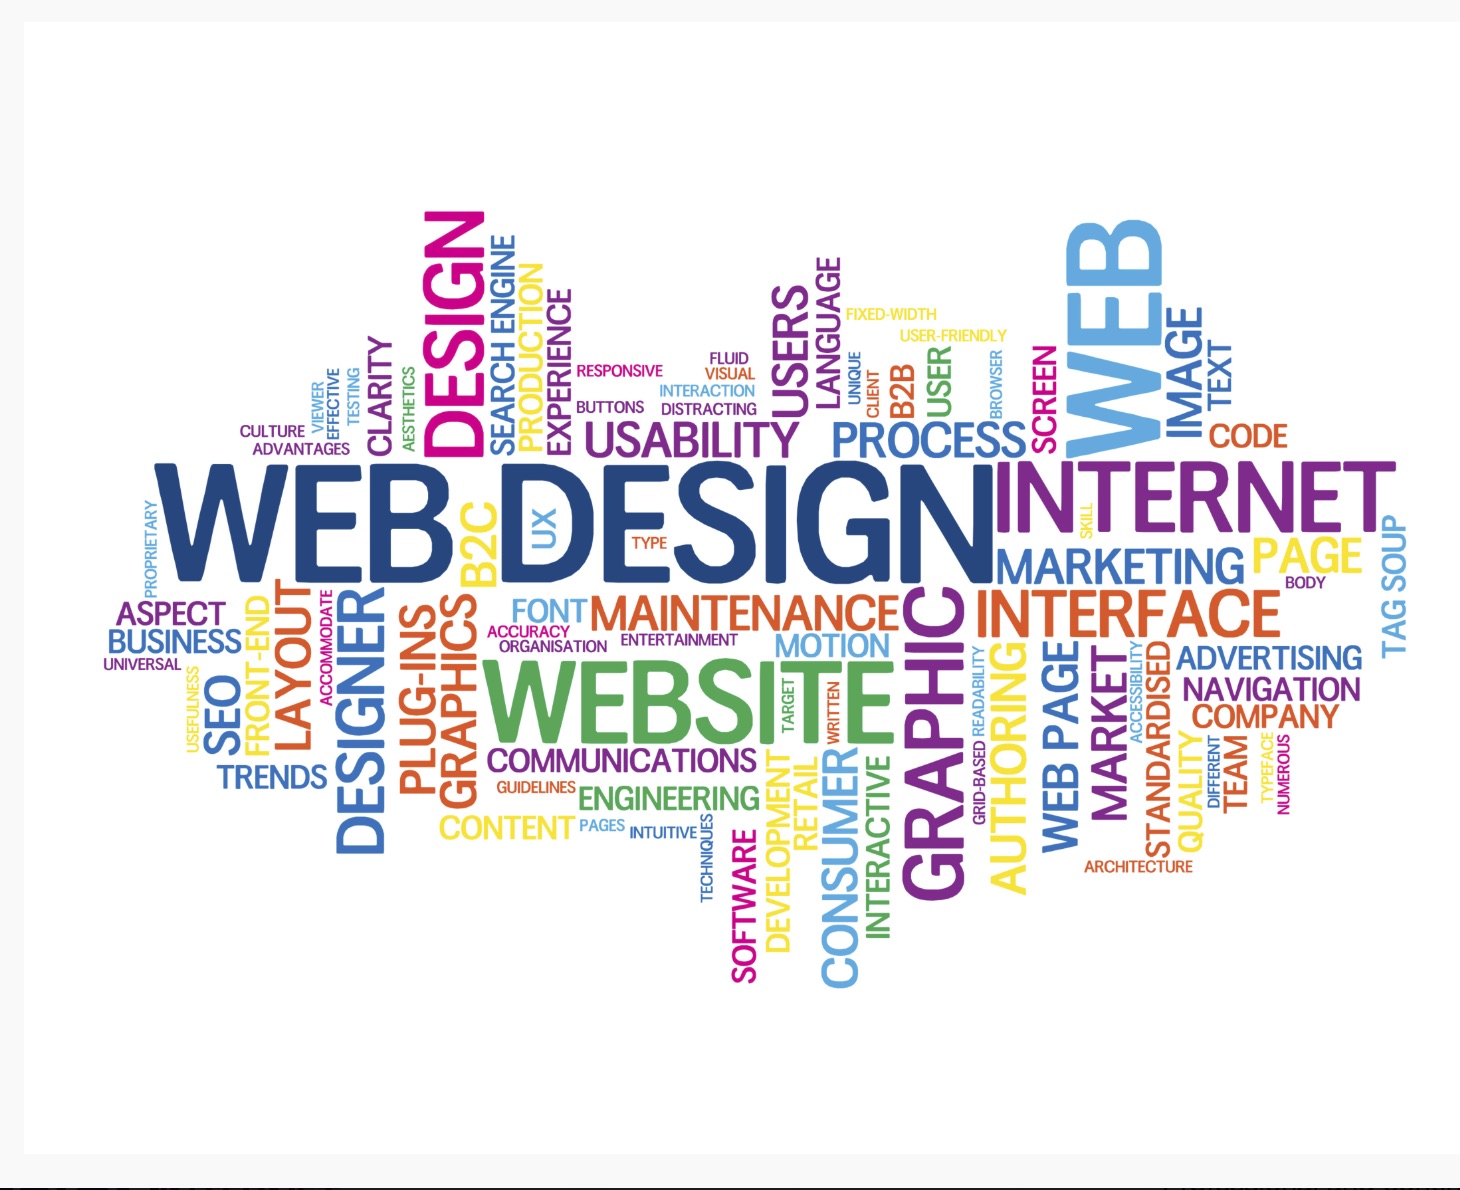 DESIGN
SEARCH ENGINE
PRODUCTION
EXPERIENCE
CLARITY
AESTHETICS
VIEWER
EFFECTIVE
TESTING
CULTURE
ADVANTAGES
RESPONSIVE
BUTTONS
FLUID
VISUAL
INTERACTION
DISTRACTING
USABILITY
USERS
LANGUAGE
FIXED-WIDTH
USER-FRIENDLY
UNIQUE
CLIENT
B2B
USER
BROWSER
PROCESS
SCREEN
WEB
IMAGE
TEXT
CODE
PROPRIETARY
WEB DESIGN
B2C
UX
TYPE
INTERNET
SKILL
MARKETING
PAGE
BODY
TAG SOUP
ASPECT
BUSINESS
UNIVERSAL
USEFULNESS
SEO
FRONT-END
LAYOUT
ACCOMMODATE
DESIGNER
TRENDS
PLUG-INS
GRAPHICS
FONT
MAINTENANCE
ACCURACY
ORGANISATION
ENTERTAINMENT
MOTION
WEBSITE
TARGET
WRITTEN
COMMUNICATIONS
GUIDELINES
ENGINEERING
CONTENT
PAGES
INTUITIVE
TECHNIQUES
SOFTWARE
DEVELOPMENT
RETAIL
CONSUMER
INTERACTIVE
GRAPHIC
INTERFACE
READABILITY
GRID-BASED
AUTHORING
WEB PAGE
MARKET
ACCESSIBILITY
STANDARDISED
ADVERTISING
NAVIGATION
COMPANY
QUALITY
DIFFERENT
TEAM
TYPEFACE
NUMEROUS
ARCHITECTURE